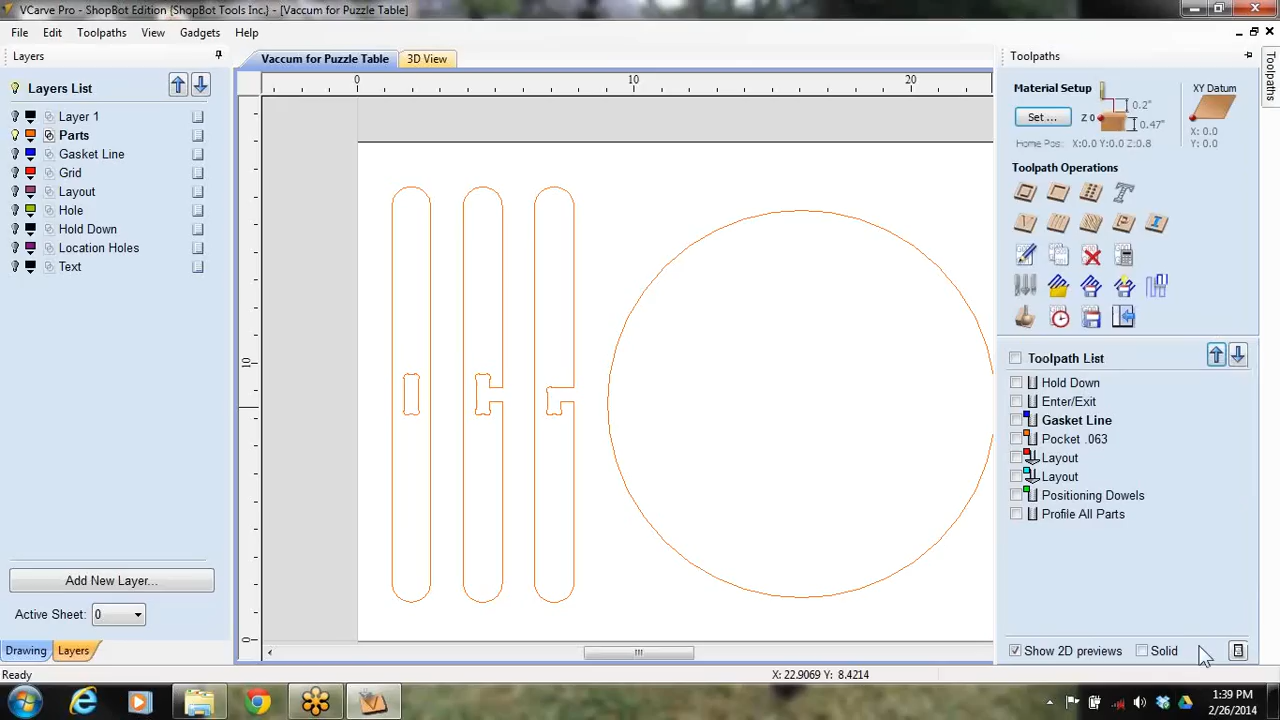 VCarve Pro - ShopBot Edition {ShopBot Tools Inc.} - [Vaccum for Puzzle Table]
File Edit Toolpaths View Gadgets Help
Layers
Layers List
Layer 1
Parts
Gasket Line
Grid
Layout
Hole
Hold Down
Location Holes
Text
Add New Layer...
Active Sheet: 0
Drawing Layers
Vaccum for Puzzle Table 3D View
0 10 20
10
0
Toolpaths
Material Setup
Set ...
Z 0
0.2"
0.47"
XY Datum
X: 0.0
Y: 0.0
Home Pos: X:0.0 Y:0.0 Z:0.8
Toolpath Operations
Toolpath List
Hold Down
Enter/Exit
Gasket Line
Pocket .063
Layout
Layout
Positioning Dowels
Profile All Parts
Show 2D previews Solid
Toolpaths
Ready
X: 22.9069 Y: 8.4214
1:39 PM
2/26/2014